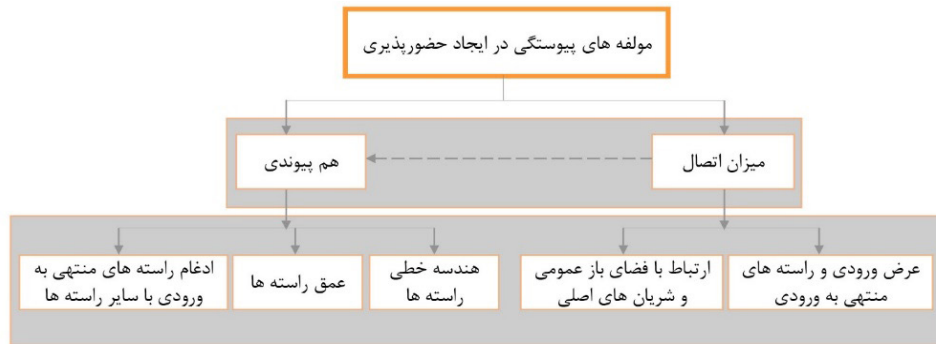 مولفه های پیوستگی در ایجاد حضورپذیری
میزان اتصال
هم پیوندی
عرض ورودی و راسته های
منتهی به ورودی
ارتباط با فضای باز عمومی
و شریان های اصلی
هندسه خطی
راسته ها
عمق راسته ها
ادغام راسته های منتهی به
ورودی با سایر راسته ها